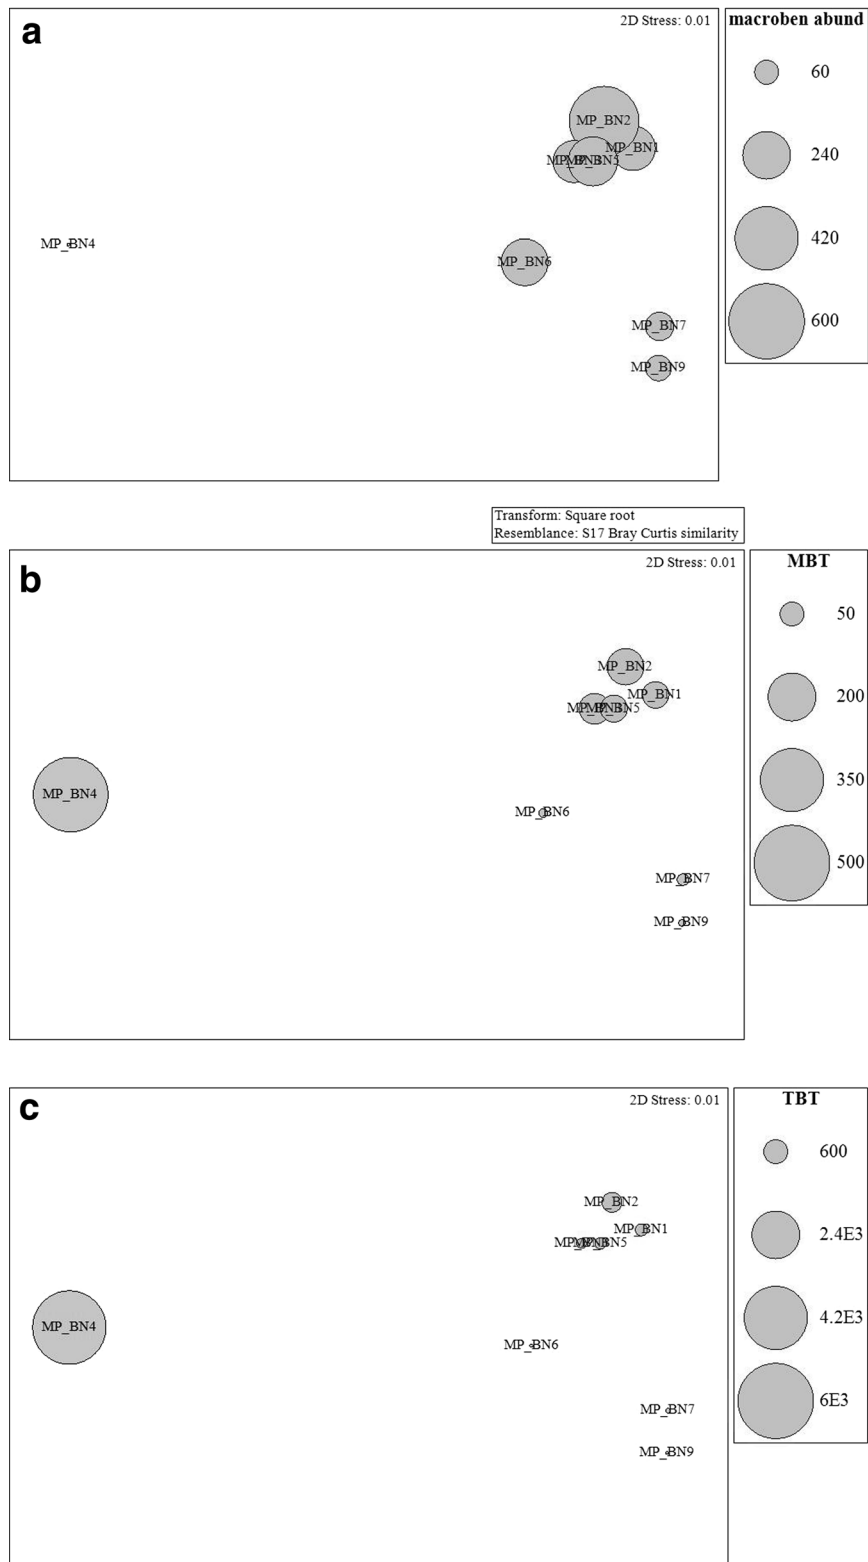 a
2D Stress: 0.01
macroben abund
60
240
420
600
MP_BN2
MP_BN1
MP_BN3
MP_BN5
MP_BN4
MP_BN6
MP_BN7
MP_BN9
Transform: Square root
Resemblance: S17 Bray Curtis similarity
b
2D Stress: 0.01
MBT
50
200
350
500
MP_BN2
MP_BN1
MP_BN5
MP_BN4
MP_BN6
MP_BN7
MP_BN9
c
2D Stress: 0.01
TBT
600
2.4E3
4.2E3
6E3
MP_BN2
MP_BN1
MP_BN5
MP_BN4
MP_BN6
MP_BN7
MP_BN9